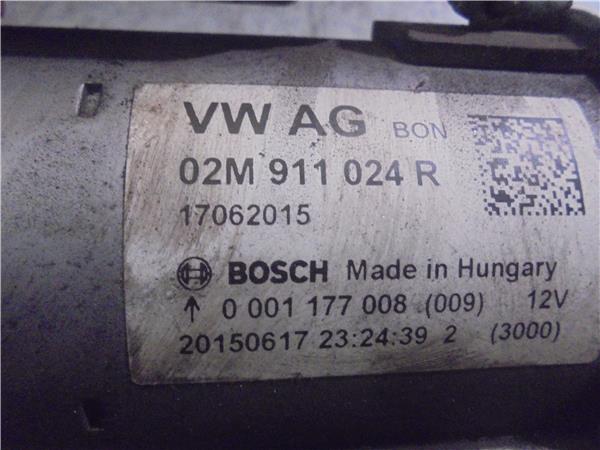 VW AG BON
02M 911 024 R
17062015
BOSCH Made in Hungary
↑ 0 001 177 008 (009) 12V
20150617 23:24:39 2 (3000)